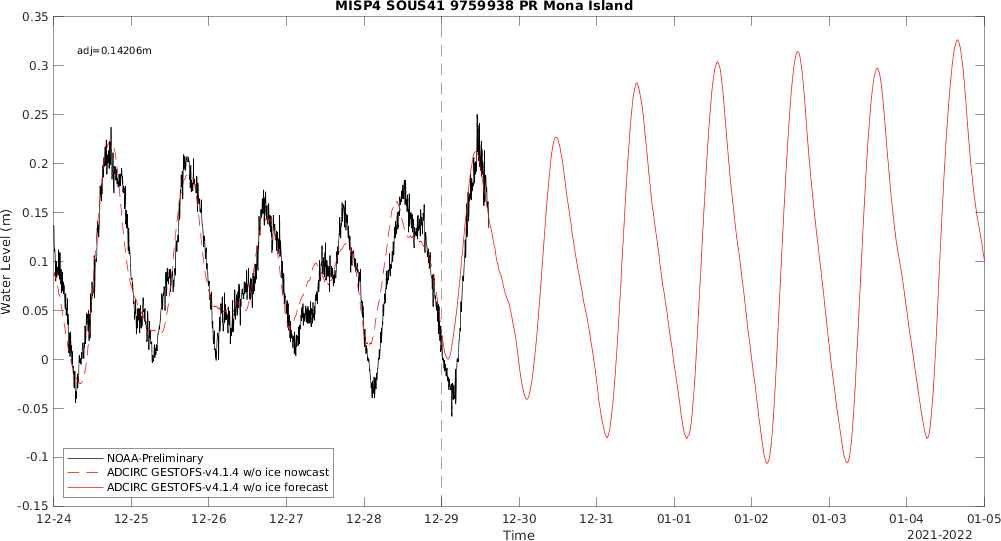 MISP4 SOUS41 9759938 PR Mona Island
adj=0.14206m
Water Level (m)
0.35
0.3
0.25
0.2
0.15
0.1
0.05
0
-0.05
-0.1
-0.15
NOAA-Preliminary
ADCIRC GESTOFS-v4.1.4 w/o ice nowcast
ADCIRC GESTOFS-v4.1.4 w/o ice forecast
12-24 12-25 12-26 12-27 12-28 12-29 12-30 12-31 01-01 01-02 01-03 01-04 01-05
Time
2021-2022